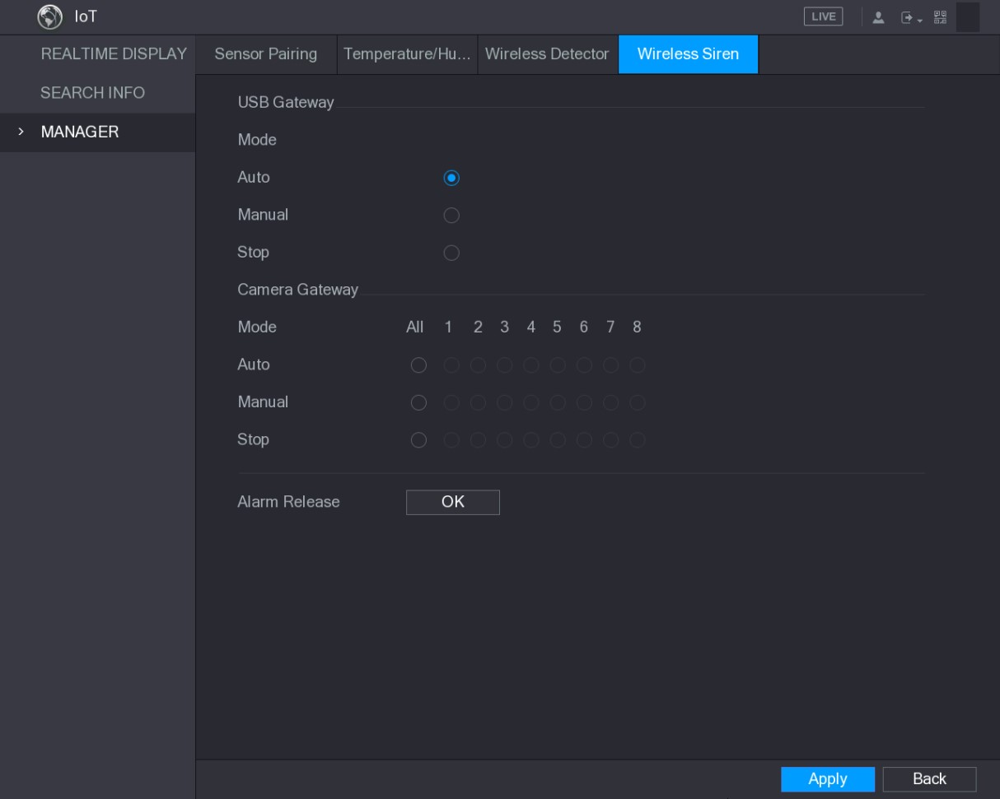 IoT
LIVE
REALTIME DISPLAY
SEARCH INFO
MANAGER
Sensor Pairing Temperature/Hu... Wireless Detector Wireless Siren
USB Gateway
Mode
Auto
Manual
Stop
Camera Gateway
Mode All 1 2 3 4 5 6 7 8
Auto
Manual
Stop
Alarm Release OK
Apply Back